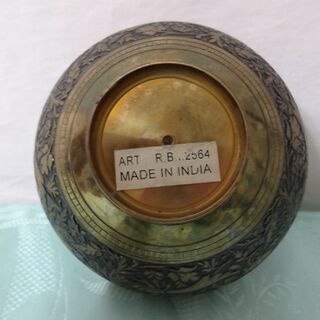 ART R.B..2564
MADE IN INDIA